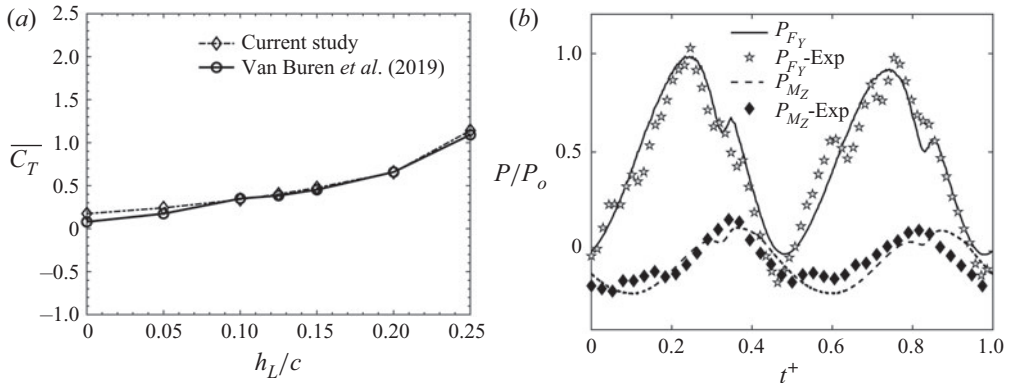 (a)
2.5
2.0
1.5
1.0
0.5
0
−0.5
−1.0
C_T
Current study
Van Buren et al. (2019)
0 0.05 0.10 0.15 0.20 0.25
h_L/c
(b)
1.0
0.5
0
P/P_o
P_{F_Y}
P_{F_Y}-Exp
P_{M_Z}
P_{M_Z}-Exp
0 0.2 0.4 0.6 0.8 1.0
t^+